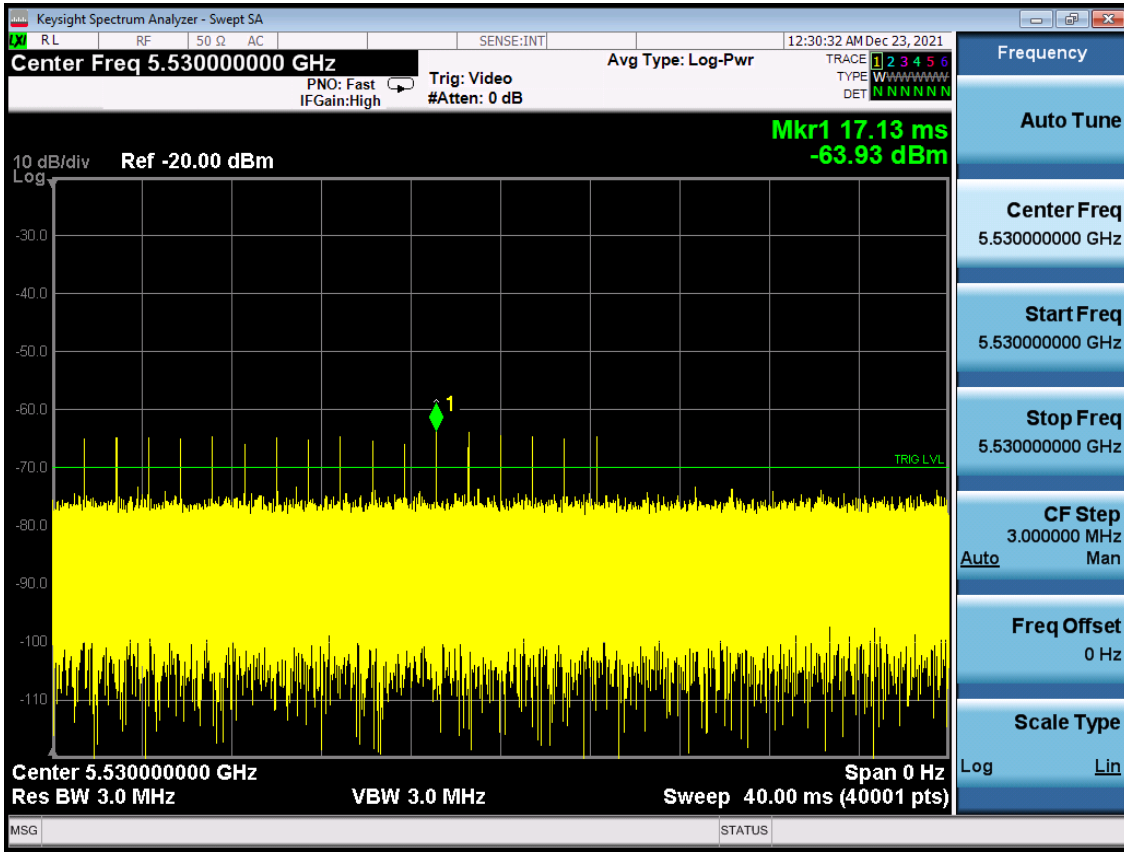 Keysight Spectrum Analyzer - Swept SA
LXI RL RF 50 Ω AC SENSE:INT 12:30:32 AM Dec 23, 2021
Center Freq 5.530000000 GHz
PNO: Fast
IFGain:High
Trig: Video
#Atten: 0 dB
Avg Type: Log-Pwr
TRACE 1 2 3 4 5 6
TYPE WWWWWW
DET N N N N N N
Mkr1 17.13 ms
-63.93 dBm
10 dB/div Ref -20.00 dBm
Log
-30.0
-40.0
-50.0
-60.0
1
-70.0
TRIG LVL
-80.0
-90.0
-100
-110
Center 5.530000000 GHz Span 0 Hz
Res BW 3.0 MHz VBW 3.0 MHz Sweep 40.00 ms (40001 pts)
MSG STATUS
Frequency
Auto Tune
Center Freq
5.530000000 GHz
Start Freq
5.530000000 GHz
Stop Freq
5.530000000 GHz
CF Step
3.000000 MHz
Auto Man
Freq Offset
0 Hz
Scale Type
Log Lin